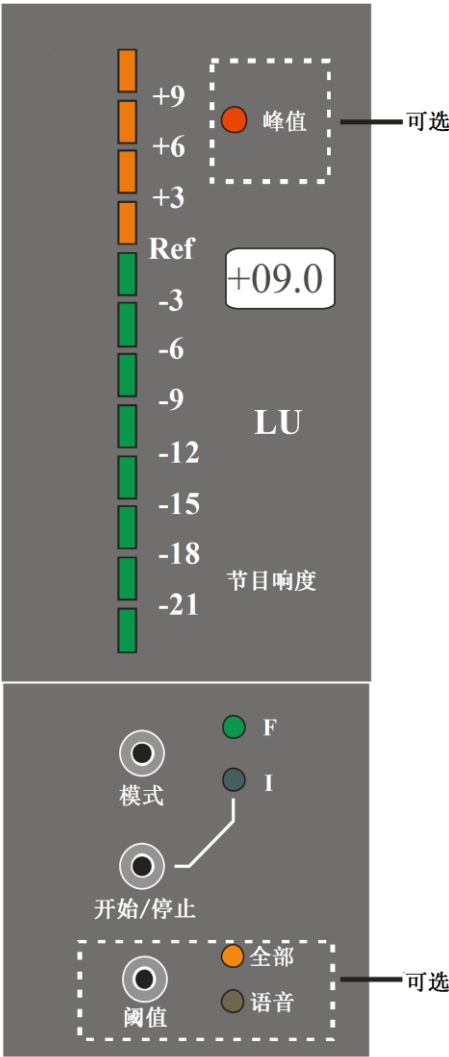 +9
峰值
可选
+6
+3
Ref
+09.0
-3
-6
-9
LU
-12
-15
-18
节目响度
-21
F
I
模式
开始/停止
全部
可选
语音
阈值